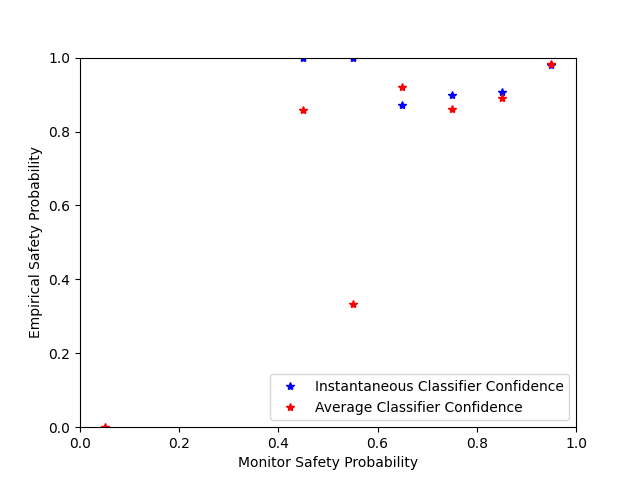 1.0
0.8
0.6
0.4
0.2
0.0
Empirical Safety Probability
Instantaneous Classifier Confidence
Average Classifier Confidence
0.0 0.2 0.4 0.6 0.8 1.0
Monitor Safety Probability